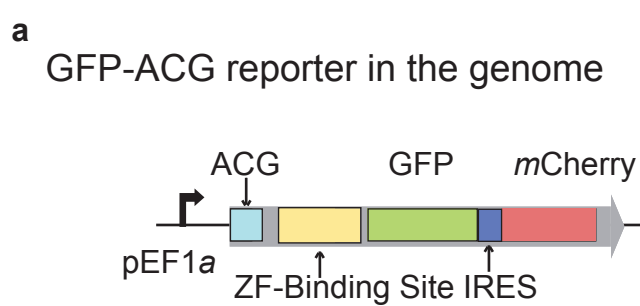 a
GFP-ACG reporter in the genome
ACG GFP mCherry
pEF1a
ZF-Binding Site IRES